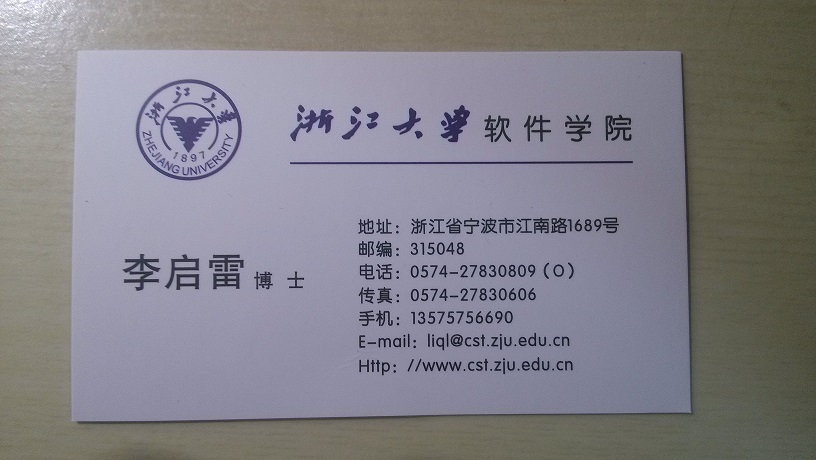 浙江大学
1897
ZHEJIANG UNIVERSITY
浙江大学 软件学院
李启雷 博士
地址：浙江省宁波市江南路1689号
邮编：315048
电话：0574-27830809（O）
传真：0574-27830606
手机：13575756690
E-mail：liql@cst.zju.edu.cn
Http：//www.cst.zju.edu.cn